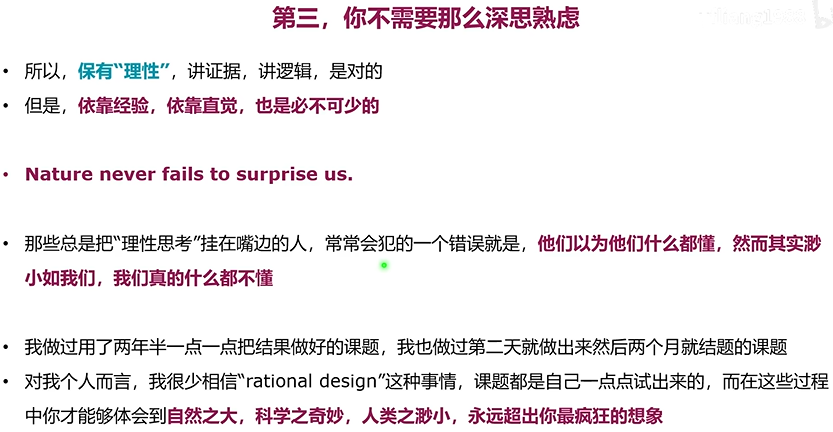 第三，你不需要那么深思熟虑
• 所以，保有“理性”，讲证据，讲逻辑，是对的
• 但是，依靠经验，依靠直觉，也是必不可少的
• Nature never fails to surprise us.
• 那些总是把“理性思考”挂在嘴边的人，常常会犯的一个错误就是，他们以为他们什么都懂，然而其实渺
小如我们，我们真的什么都不懂
• 我做过用了两年半一点一点把结果做好的课题，我也做过第二天就做出来然后两个月就结题的课题
• 对我个人而言，我很少相信“rational design”这种事情，课题都是自己一点点试出来的，而在这些过程
中你才能够体会到自然之大，科学之奇妙，人类之渺小，永远超出你最疯狂的想象